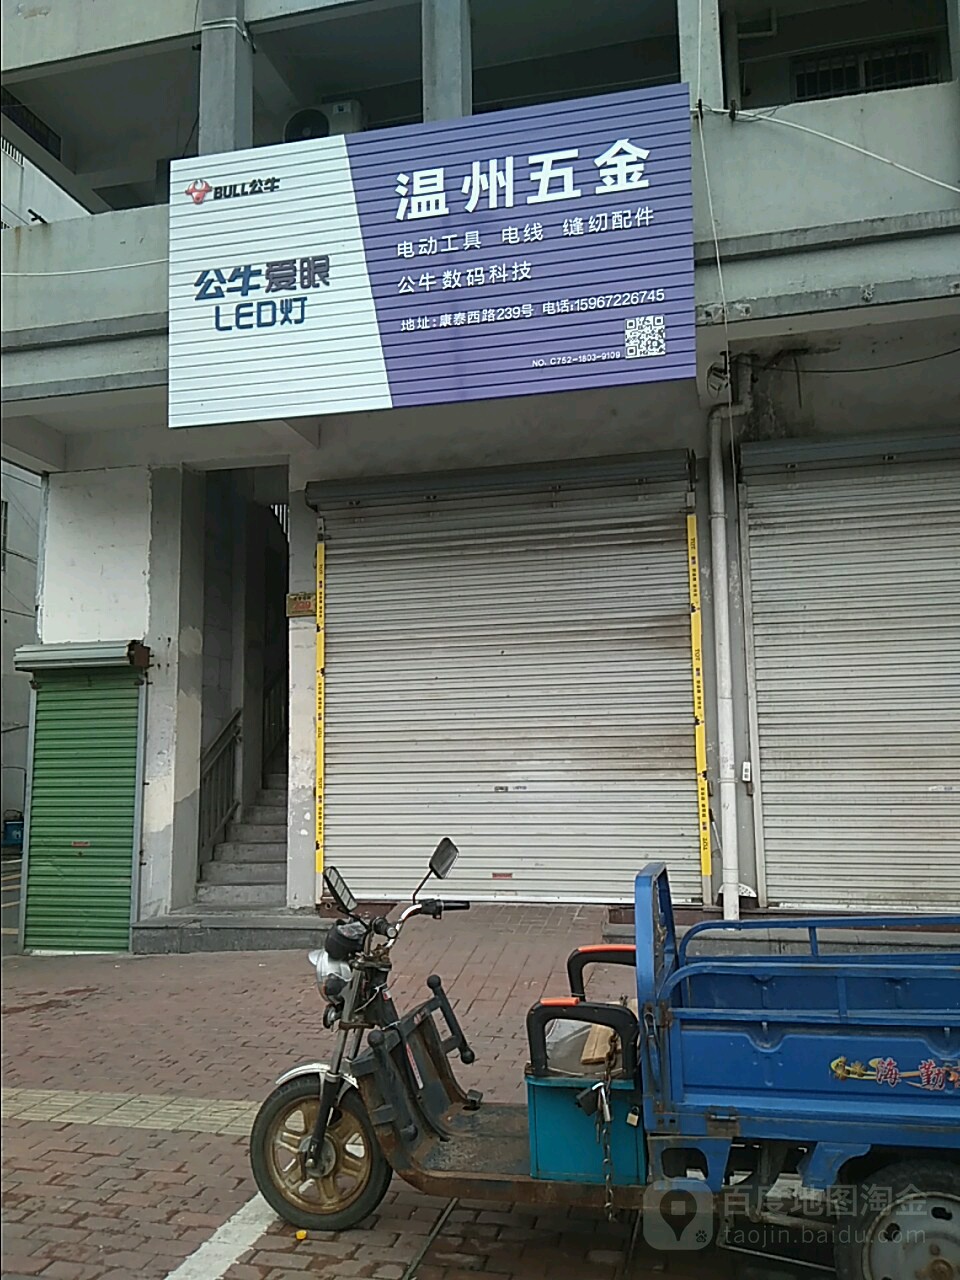 BULL公牛
公牛爱眼
LED灯
温州五金
电动工具 电线 缝纫配件
公牛数码科技
地址:康泰西路239号 电话:15967226745
NO. C752-1803-9109
TOT
TOT
TOT
海勤
百度地图淘金
taojin.baidu.com